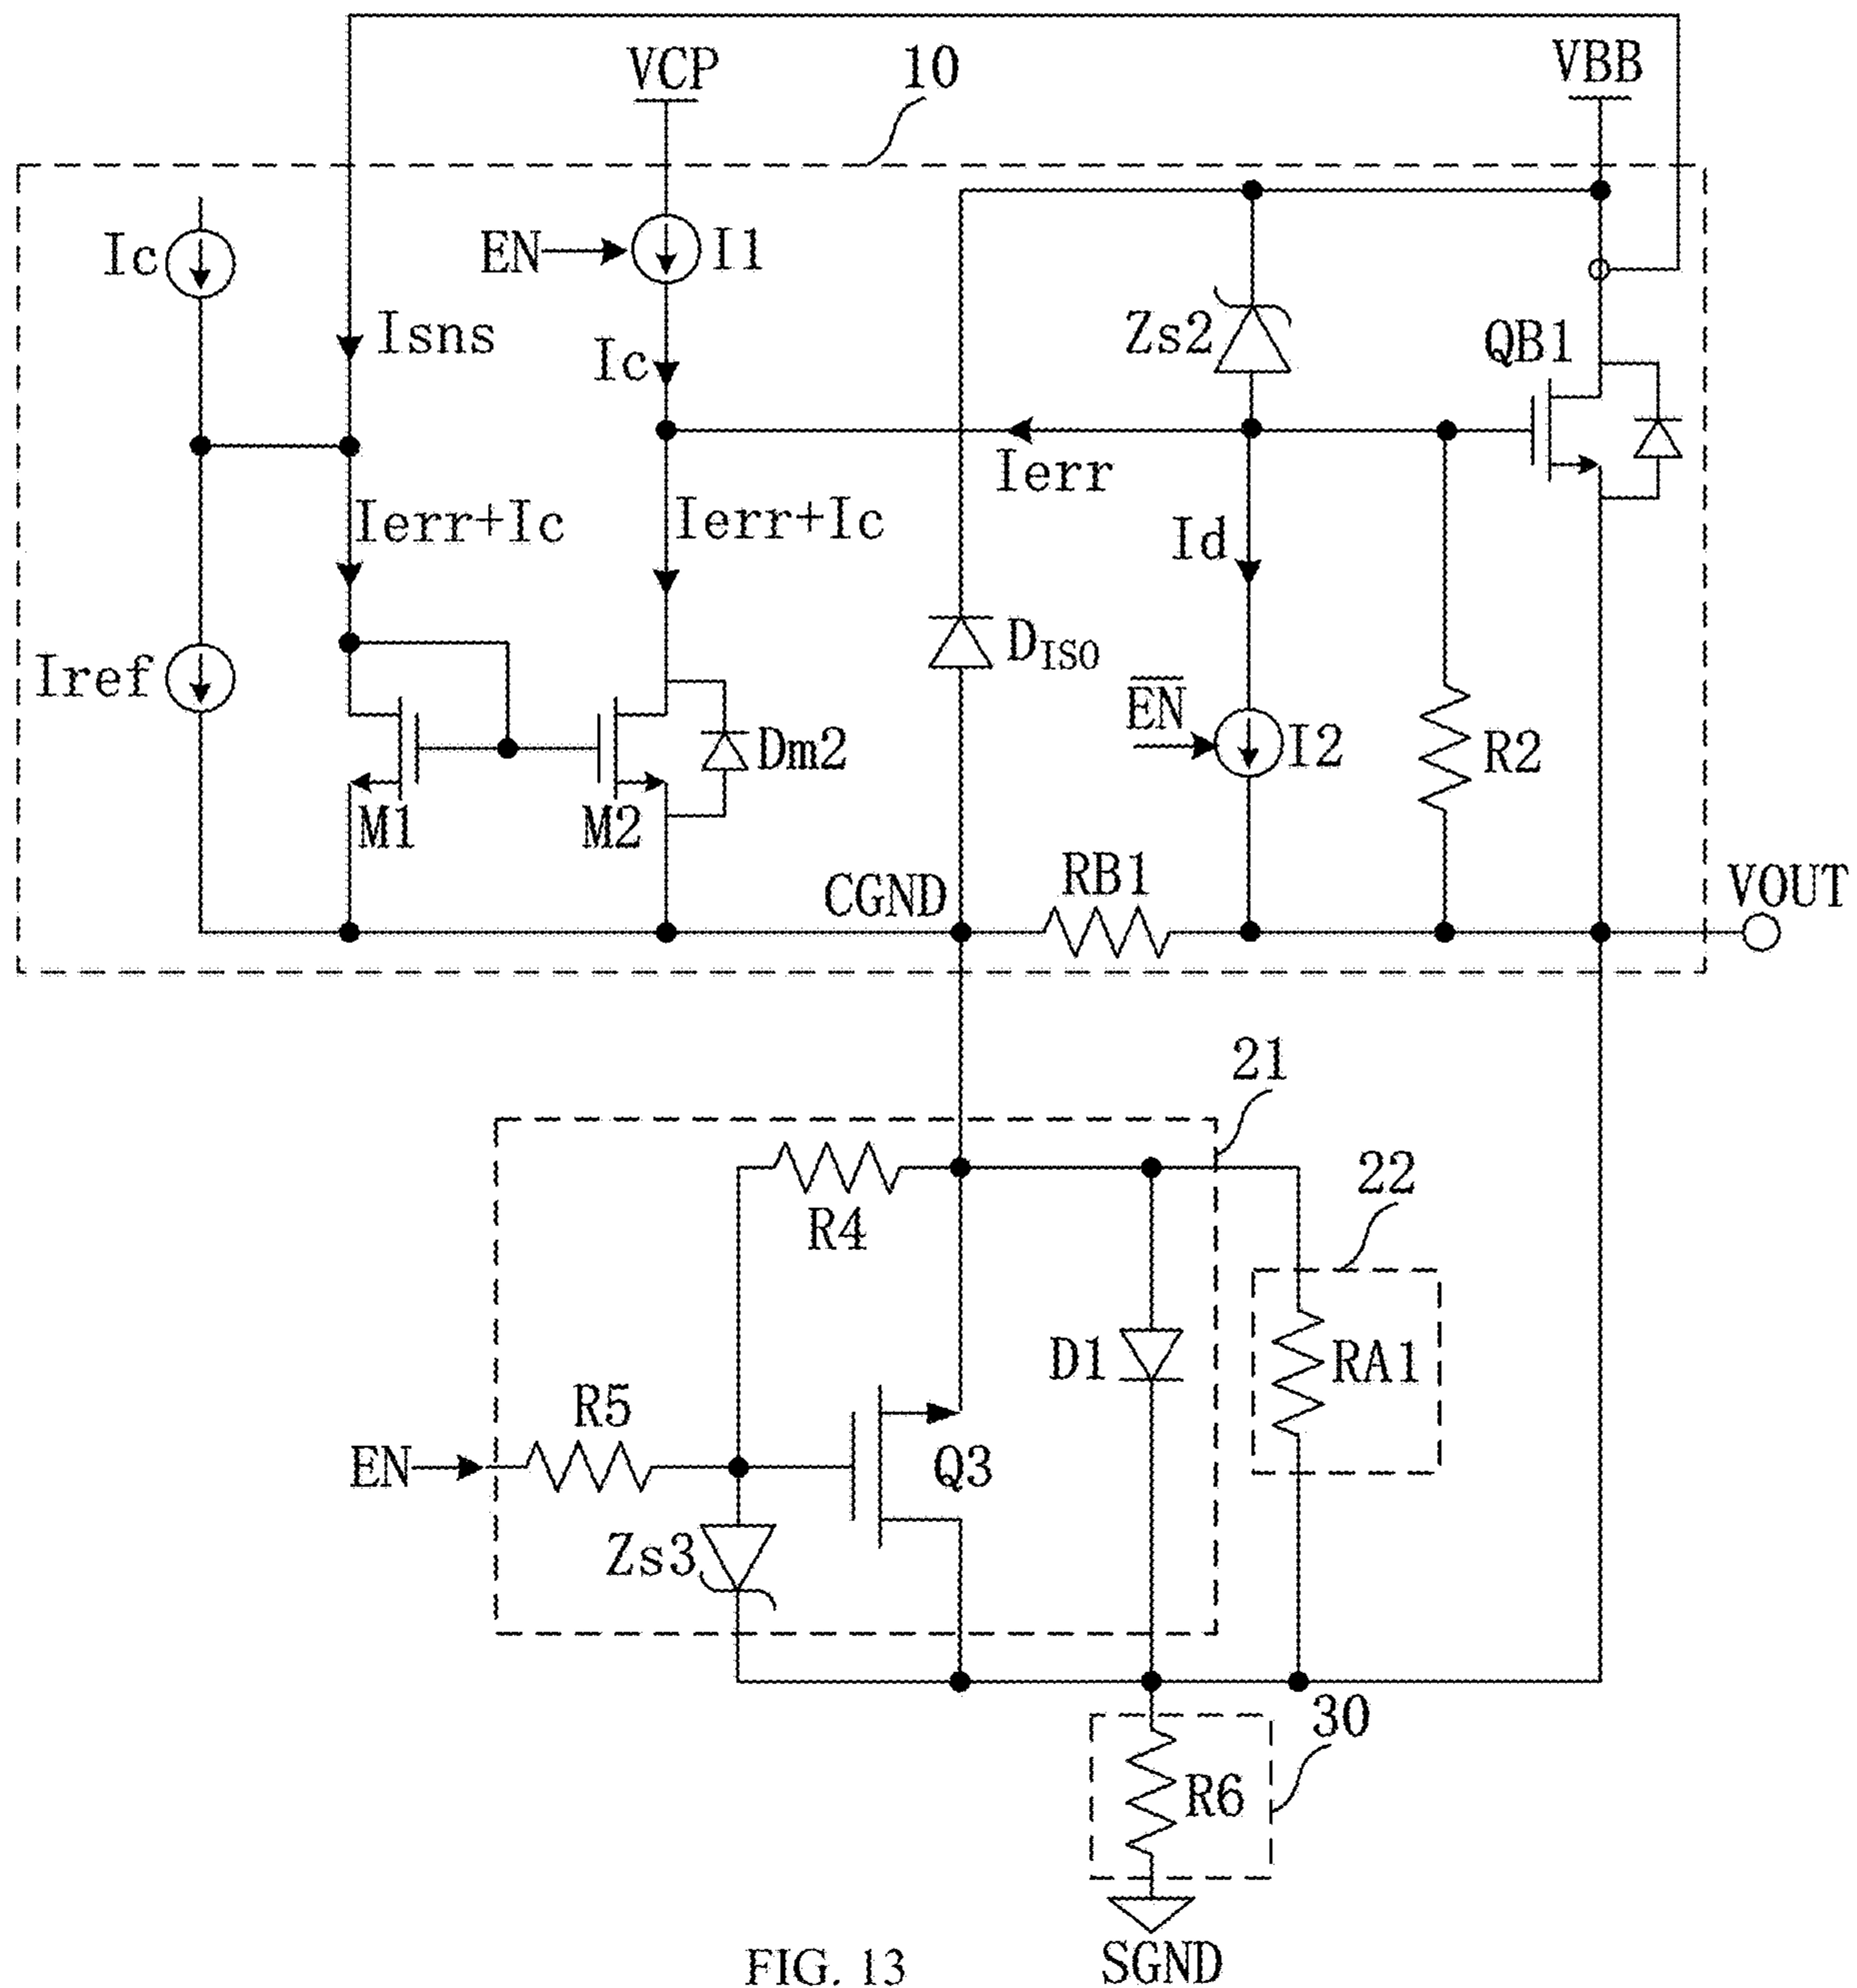 VCP
10
VBB
Ic
EN
I1
Isns
Ic
Zs2
QB1
Ierr
Ierr+Ic
Ierr+Ic
Id
Iref
DISO
EN
I2
R2
Dm2
M1
M2
CGND
RB1
VOUT
21
22
R4
D1
RA1
R5
EN
Q3
Zs3
30
R6
SGND
FIG. 13